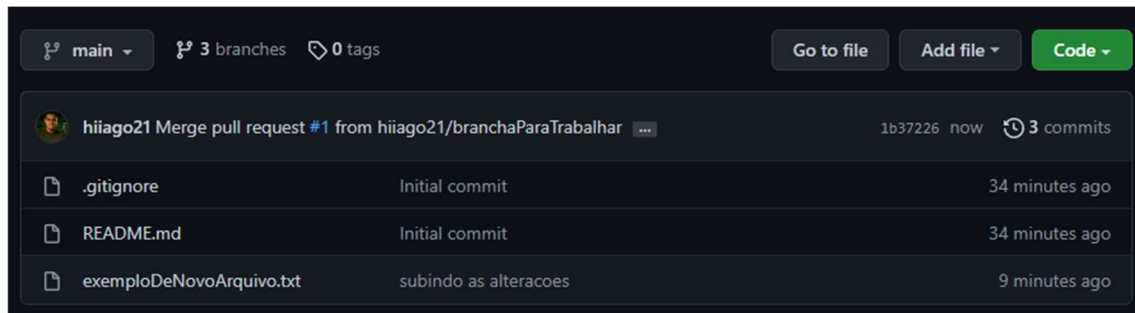 main 3 branches 0 tags Go to file Add file Code
hiiago21 Merge pull request #1 from hiiago21/branchaParaTrabalhar ... 1b37226 now 3 commits
.gitignore Initial commit 34 minutes ago
README.md Initial commit 34 minutes ago
exemploDeNovoArquivo.txt subindo as alteracoes 9 minutes ago